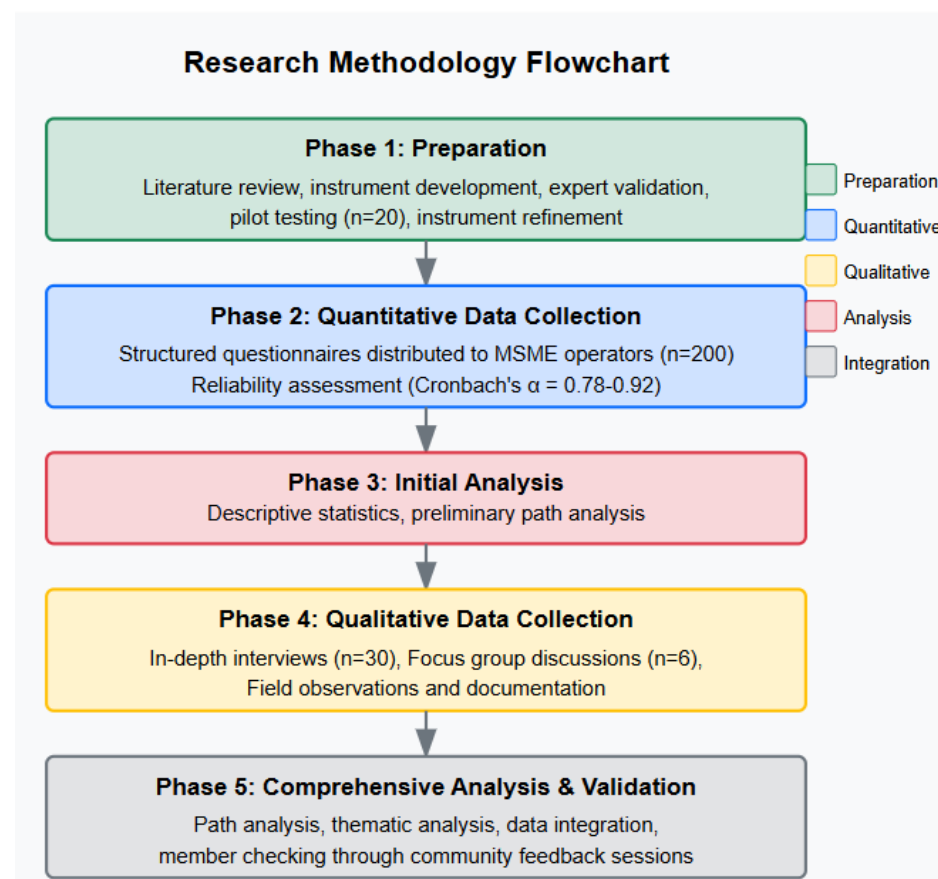 Research Methodology Flowchart
Phase 1: Preparation
Literature review, instrument development, expert validation,
pilot testing (n=20), instrument refinement
Phase 2: Quantitative Data Collection
Structured questionnaires distributed to MSME operators (n=200)
Reliability assessment (Cronbach's α = 0.78-0.92)
Phase 3: Initial Analysis
Descriptive statistics, preliminary path analysis
Phase 4: Qualitative Data Collection
In-depth interviews (n=30), Focus group discussions (n=6),
Field observations and documentation
Phase 5: Comprehensive Analysis & Validation
Path analysis, thematic analysis, data integration,
member checking through community feedback sessions
Preparation
Quantitative
Qualitative
Analysis
Integration